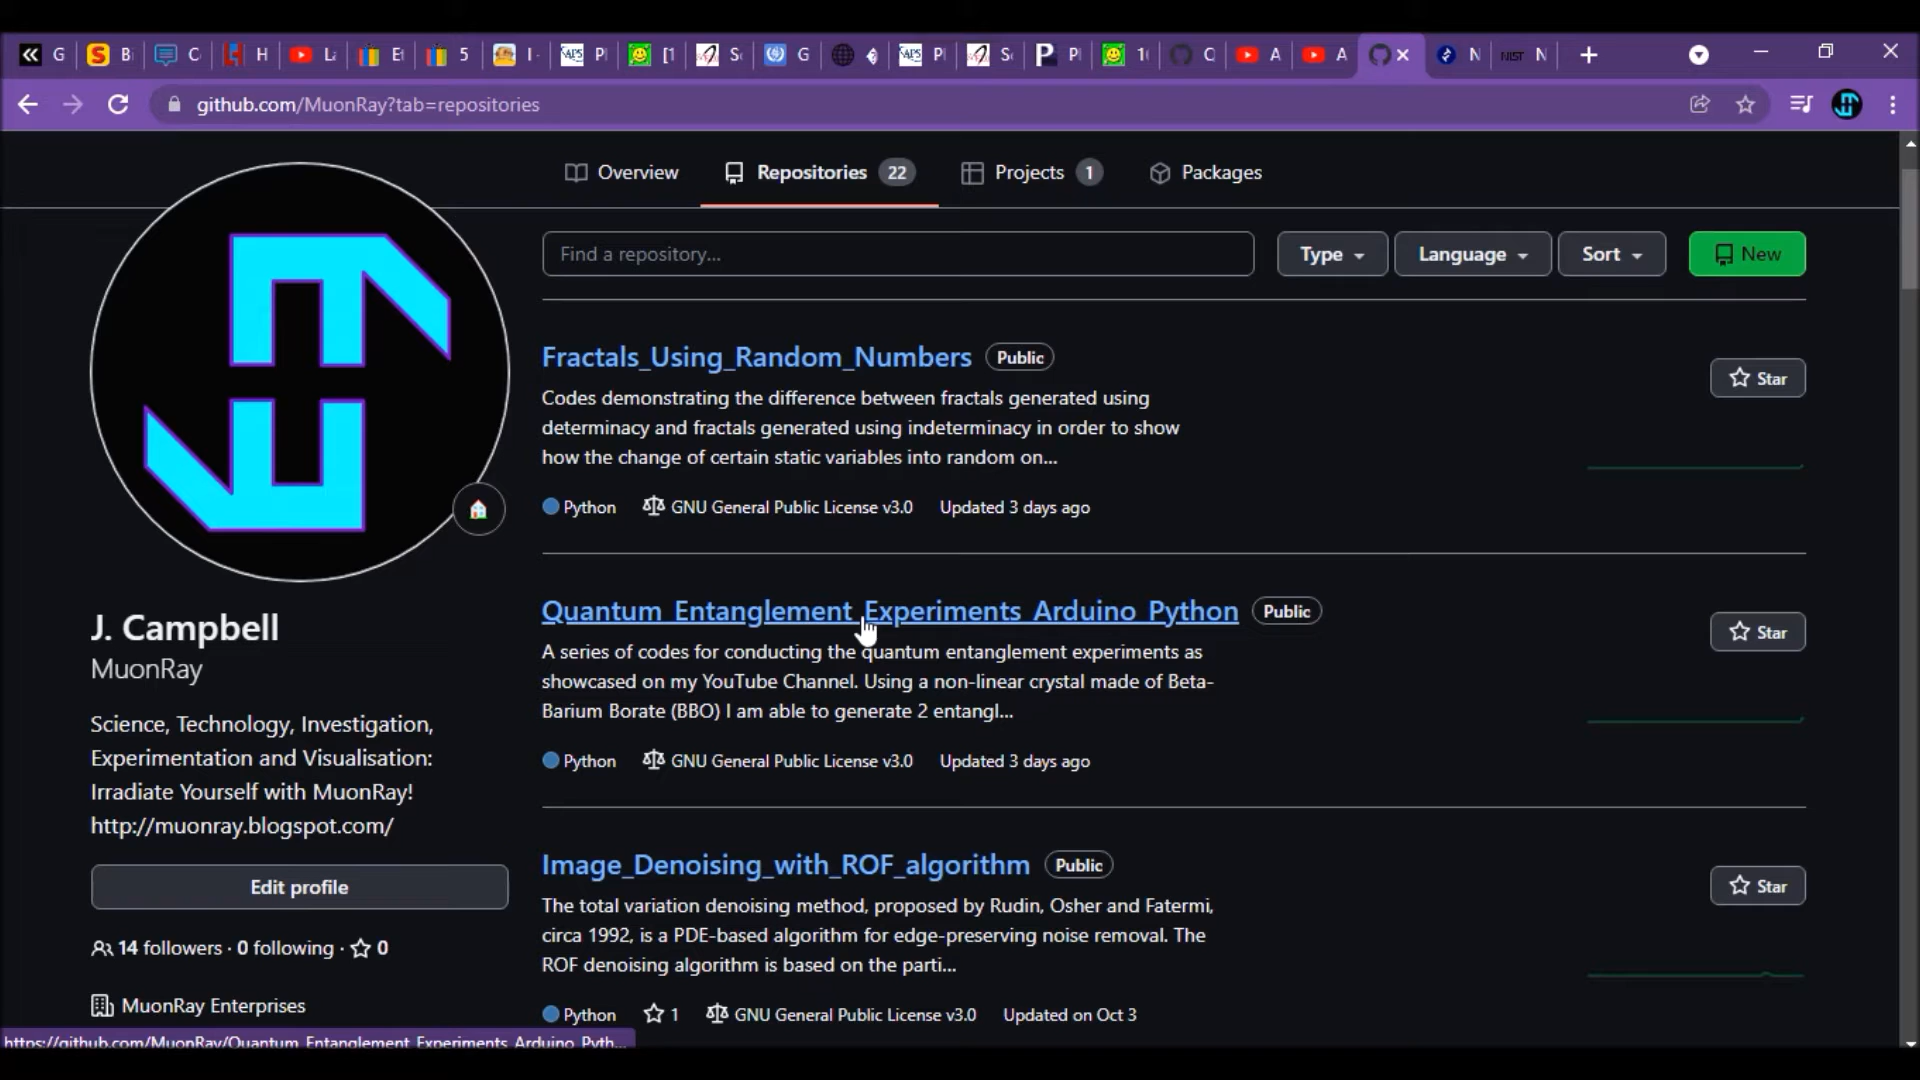 G
B
C
H
L
E
5
I
P
[1
S
G
P
S
P
1
C
A
A
N
NIST N
github.com/MuonRay?tab=repositories
Overview
Repositories 22
Projects 1
Packages
Find a repository...
Type
Language
Sort
New
Fractals_Using_Random_Numbers Public
Star
Codes demonstrating the difference between fractals generated using
determinacy and fractals generated using indeterminacy in order to show
how the change of certain static variables into random on...
Python GNU General Public License v3.0 Updated 3 days ago
Quantum_Entanglement_Experiments_Arduino_Python Public
Star
A series of codes for conducting the quantum entanglement experiments as
showcased on my YouTube Channel. Using a non-linear crystal made of Beta-
Barium Borate (BBO) I am able to generate 2 entangl...
Python GNU General Public License v3.0 Updated 3 days ago
Image_Denoising_with_ROF_algorithm Public
Star
The total variation denoising method, proposed by Rudin, Osher and Fatermi,
circa 1992, is a PDE-based algorithm for edge-preserving noise removal. The
ROF denoising algorithm is based on the parti...
Python 1 GNU General Public License v3.0 Updated on Oct 3
J. Campbell
MuonRay
Science, Technology, Investigation,
Experimentation and Visualisation:
Irradiate Yourself with MuonRay!
http://muonray.blogspot.com/
Edit profile
14 followers · 0 following · 0
MuonRay Enterprises
https://github.com/MuonRay/Quantum_Entanglement_Experiments_Arduino_Pyth...